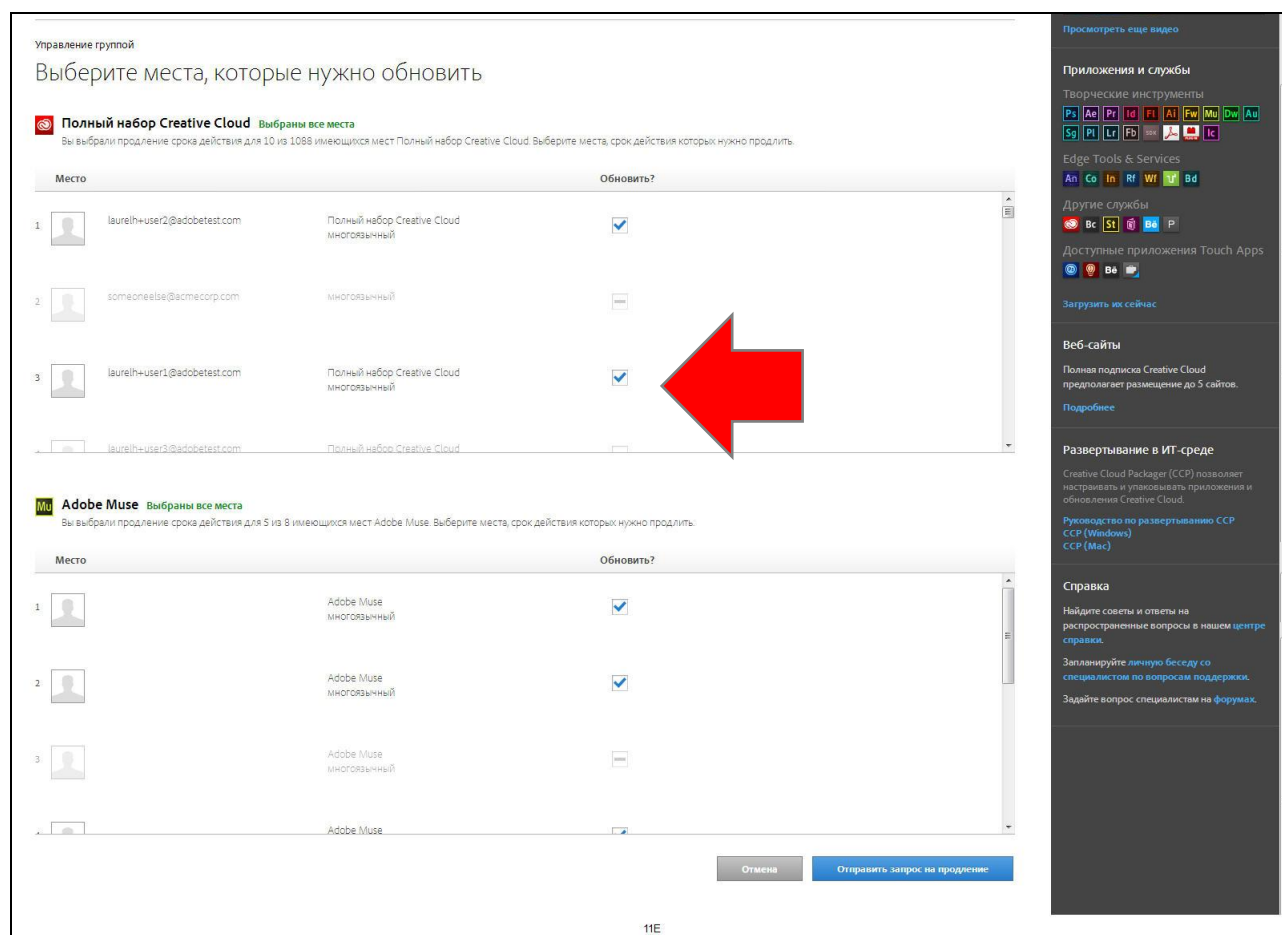 Управление группой
Выберите места, которые нужно обновить
Полный набор Creative Cloud Выбраны все места
Вы выбрали продление срока действия для 10 из 1088 имеющихся мест Полный набор Creative Cloud. Выберите места, срок действия которых нужно продлить.
Место Обновить?
1 laurelh+user2@adobetest.com Полный набор Creative Cloud
многоязычный
2 someoneelse@acmecorp.com многоязычный
3 laurelh+user1@adobetest.com Полный набор Creative Cloud
многоязычный
laurelh+user3@adobetest.com Полный набор Creative Cloud
Mu Adobe Muse Выбраны все места
Вы выбрали продление срока действия для 5 из 8 имеющихся мест Adobe Muse. Выберите места, срок действия которых нужно продлить.
Место Обновить?
1 Adobe Muse
многоязычный
2 Adobe Muse
многоязычный
3 Adobe Muse
многоязычный
Adobe Muse
Отмена Отправить запрос на продление
Просмотреть еще видео
Приложения и службы
Творческие инструменты
Ps Ae Pr Id Fl Ai Fw Mu Dw Au
Sg Pl Lr Fb Ic
Edge Tools & Services
An Co In Rf Wf Bd
Другие службы
Bc St Bē P
Доступные приложения Touch Apps
Bē
Загрузить их сейчас
Веб-сайты
Полная подписка Creative Cloud
предполагает размещение до 5 сайтов.
Подробнее
Развертывание в ИТ-среде
Creative Cloud Packager (CCP) позволяет
настраивать и упаковывать приложения и
обновления Creative Cloud.
Руководство по развертыванию CCP
CCP (Windows)
CCP (Mac)
Справка
Найдите советы и ответы на
распространенные вопросы в нашем центре
справки.
Запланируйте личную беседу со
специалистом по вопросам поддержки.
Задайте вопрос специалистам на форумах.
11E